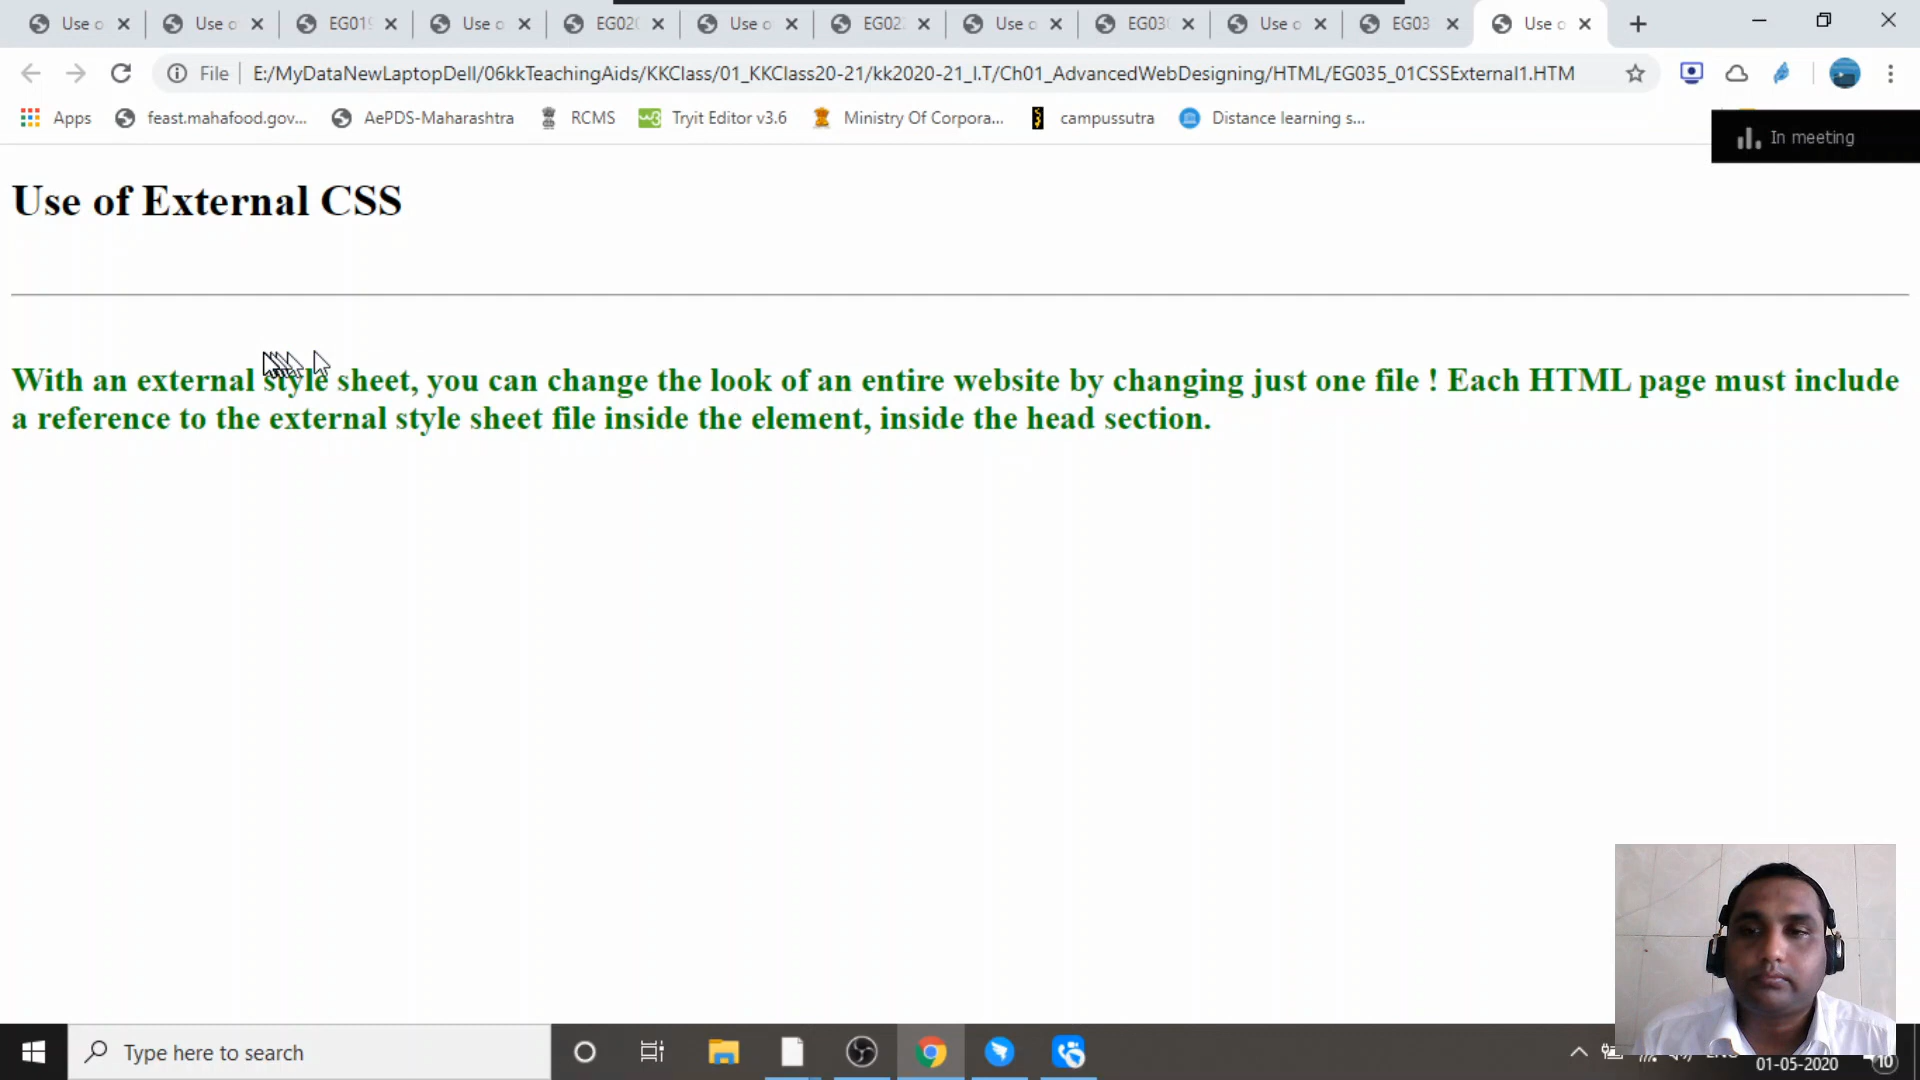 Use o
Use o
EG019
Use o
EG020
Use o
EG02
Use o
EG030
Use o
EG03
Use o
File
E:/MyDataNewLaptopDell/06kkTeachingAids/KKClass/01_KKClass20-21/kk2020-21_I.T/Ch01_AdvancedWebDesigning/HTML/EG035_01CSSExternal1.HTM
Apps
feast.mahafood.gov...
AePDS-Maharashtra
RCMS
Tryit Editor v3.6
Ministry Of Corpora...
campussutra
Distance learning s...
In meeting
Use of External CSS
With an external style sheet, you can change the look of an entire website by changing just one file ! Each HTML page must include
a reference to the external style sheet file inside the element, inside the head section.
Type here to search
01-05-2020
10